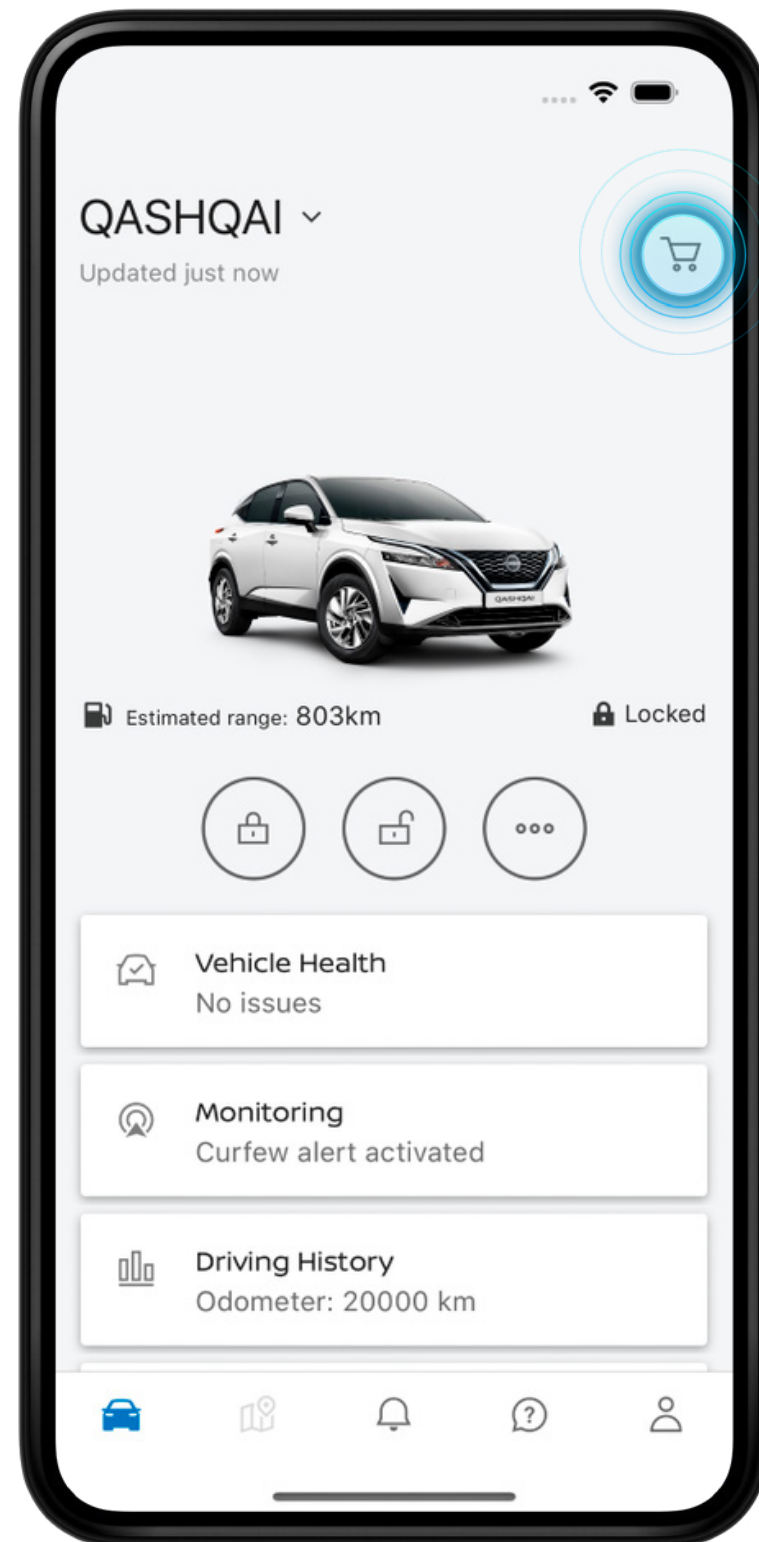 QASHQAI
Updated just now
QASHQAI
Estimated range: 803km
Locked
Vehicle Health
No issues
Monitoring
Curfew alert activated
Driving History
Odometer: 20000 km
?